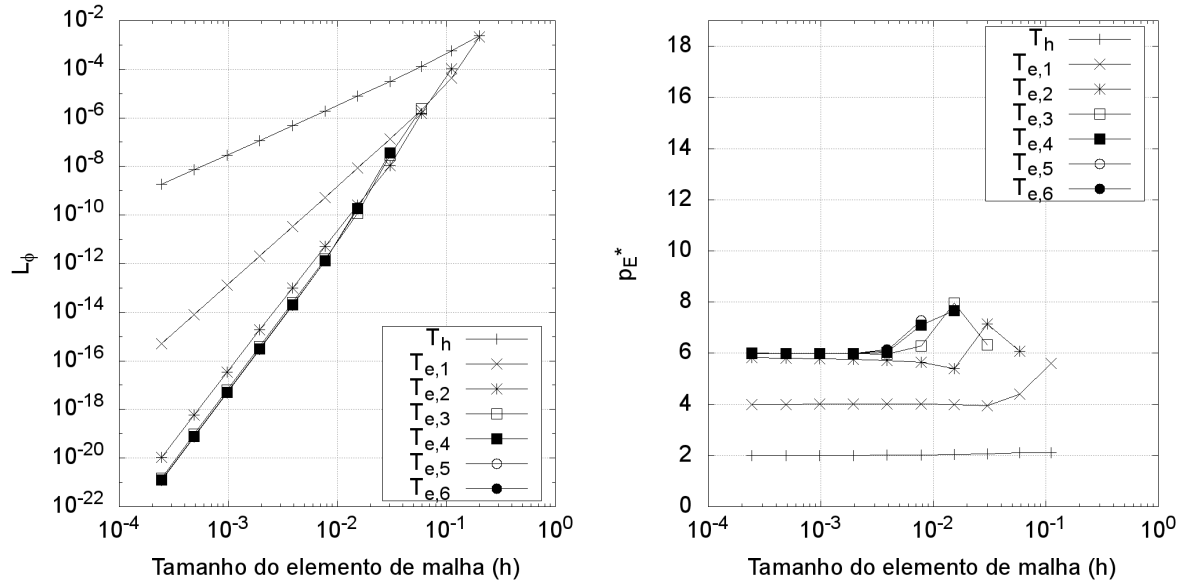 10^-2
10^-4
10^-6
10^-8
10^-10
10^-12
10^-14
10^-16
10^-18
10^-20
10^-22
L_ϕ
T_h
T_e,1
T_e,2
T_e,3
T_e,4
T_e,5
T_e,6
10^-4
10^-3
10^-2
10^-1
10^0
Tamanho do elemento de malha (h)
18
16
14
12
10
8
6
4
2
0
p_E*
T_h
T_e,1
T_e,2
T_e,3
T_e,4
T_e,5
T_e,6
10^-4
10^-3
10^-2
10^-1
10^0
Tamanho do elemento de malha (h)